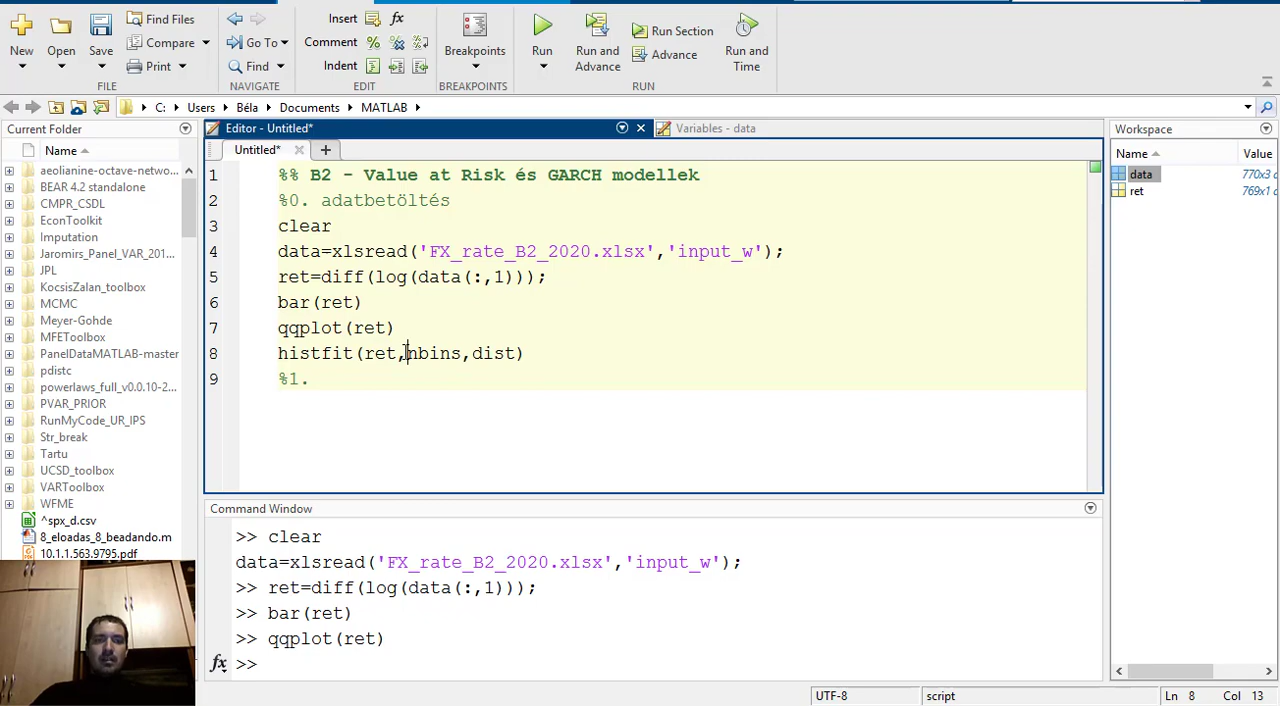 New
Open
Save
Find Files
Compare
Print
FILE
Go To
Find
NAVIGATE
Insert
Comment
Indent
EDIT
Breakpoints
BREAKPOINTS
Run
Run and Advance
Run Section
Advance
Run and Time
RUN
C: Users Béla Documents MATLAB
Current Folder
Name
aeolianine-octave-netwo...
BEAR 4.2 standalone
CMPR_CSDL
EconToolkit
Imputation
Jaromirs_Panel_VAR_201...
JPL
KocsisZalan_toolbox
MCMC
Meyer-Gohde
MFEToolbox
PanelDataMATLAB-master
pdistc
powerlaws_full_v0.0.10-2...
PVAR_PRIOR
RunMyCode_UR_IPS
Str_break
Tartu
UCSD_toolbox
VARToolbox
WFME
^spx_d.csv
8_eloadas_8_beadando.m
10.1.1.563.9795.pdf
Editor - Untitled*
Variables - data
Untitled*
1 %% B2 - Value at Risk és GARCH modellek
2 %0. adatbetöltés
3 clear
4 data=xlsread('FX_rate_B2_2020.xlsx','input_w');
5 ret=diff(log(data(:,1)));
6 bar(ret)
7 qqplot(ret)
8 histfit(ret,nbins,dist)
9 %1.
Command Window
>> clear
data=xlsread('FX_rate_B2_2020.xlsx','input_w');
>> ret=diff(log(data(:,1)));
>> bar(ret)
>> qqplot(ret)
fx >>
Workspace
Name Value
data 770x3 d
ret 769x1 d
UTF-8 script Ln 8 Col 13